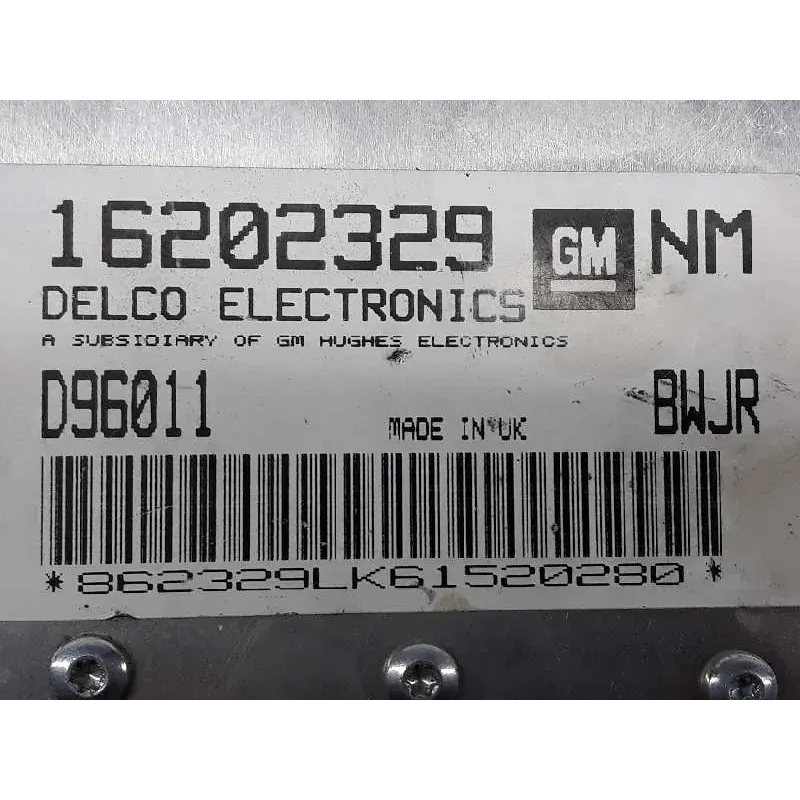 16202329 GM NM
DELCO ELECTRONICS
A SUBSIDIARY OF GM HUGHES ELECTRONICS
D96011 MADE IN UK BWJR
*862329LK61520280*